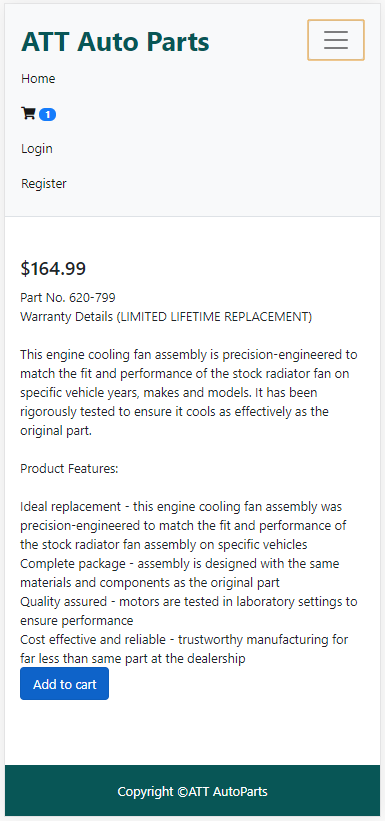 ATT Auto Parts
Home
1
Login
Register
$164.99
Part No. 620-799
Warranty Details (LIMITED LIFETIME REPLACEMENT)
This engine cooling fan assembly is precision-engineered to
match the fit and performance of the stock radiator fan on
specific vehicle years, makes and models. It has been
rigorously tested to ensure it cools as effectively as the
original part.
Product Features:
Ideal replacement - this engine cooling fan assembly was
precision-engineered to match the fit and performance of
the stock radiator fan assembly on specific vehicles
Complete package - assembly is designed with the same
materials and components as the original part
Quality assured - motors are tested in laboratory settings to
ensure performance
Cost effective and reliable - trustworthy manufacturing for
far less than same part at the dealership
Add to cart
Copyright ©ATT AutoParts